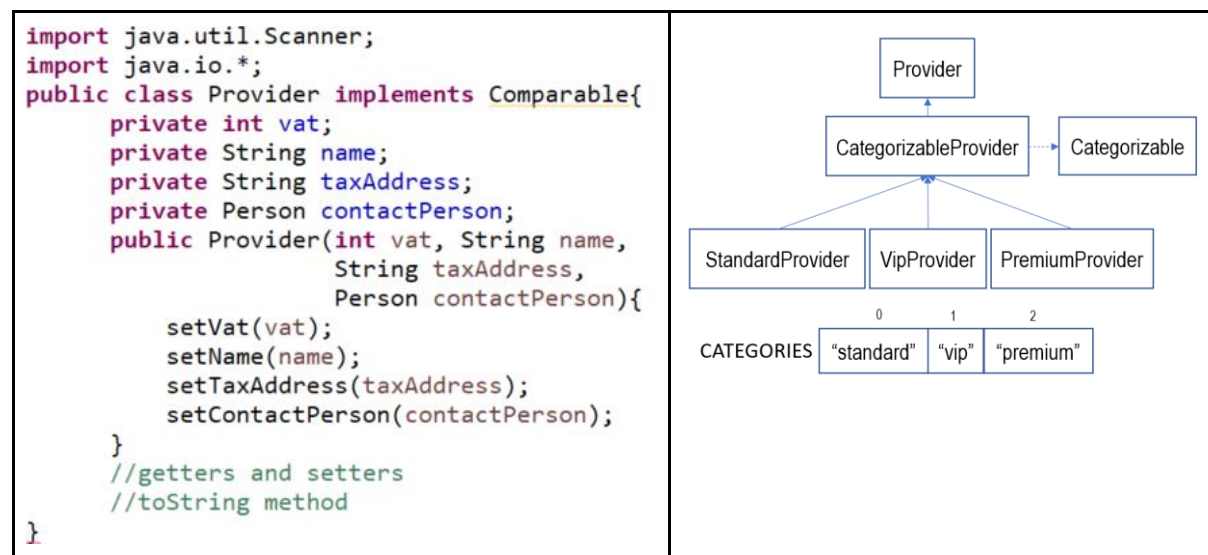 import java.util.Scanner;
import java.io.*;
public class Provider implements Comparable{
private int vat;
private String name;
private String taxAddress;
private Person contactPerson;
public Provider(int vat, String name,
String taxAddress,
Person contactPerson){
setVat(vat);
setName(name);
setTaxAddress(taxAddress);
setContactPerson(contactPerson);
}
//getters and setters
//toString method
}
Provider
CategorizableProvider
Categorizable
StandardProvider
VipProvider
PremiumProvider
0 1 2
CATEGORIES “standard” “vip” “premium”